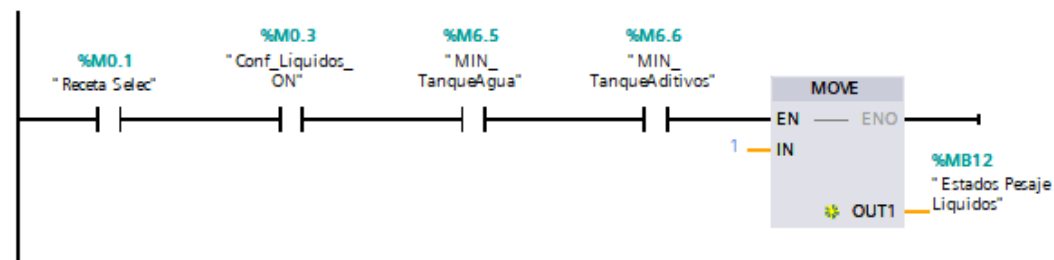 %M0.1
"Receta Selec"
%M0.3
"Conf_Liquidos_
ON"
%M6.5
"MIN_
TanqueAgua"
%M6.6
"MIN_
TanqueAditivos"
MOVE
EN
ENO
1
IN
OUT1
%MB12
"Estados Pesaje
Liquidos"